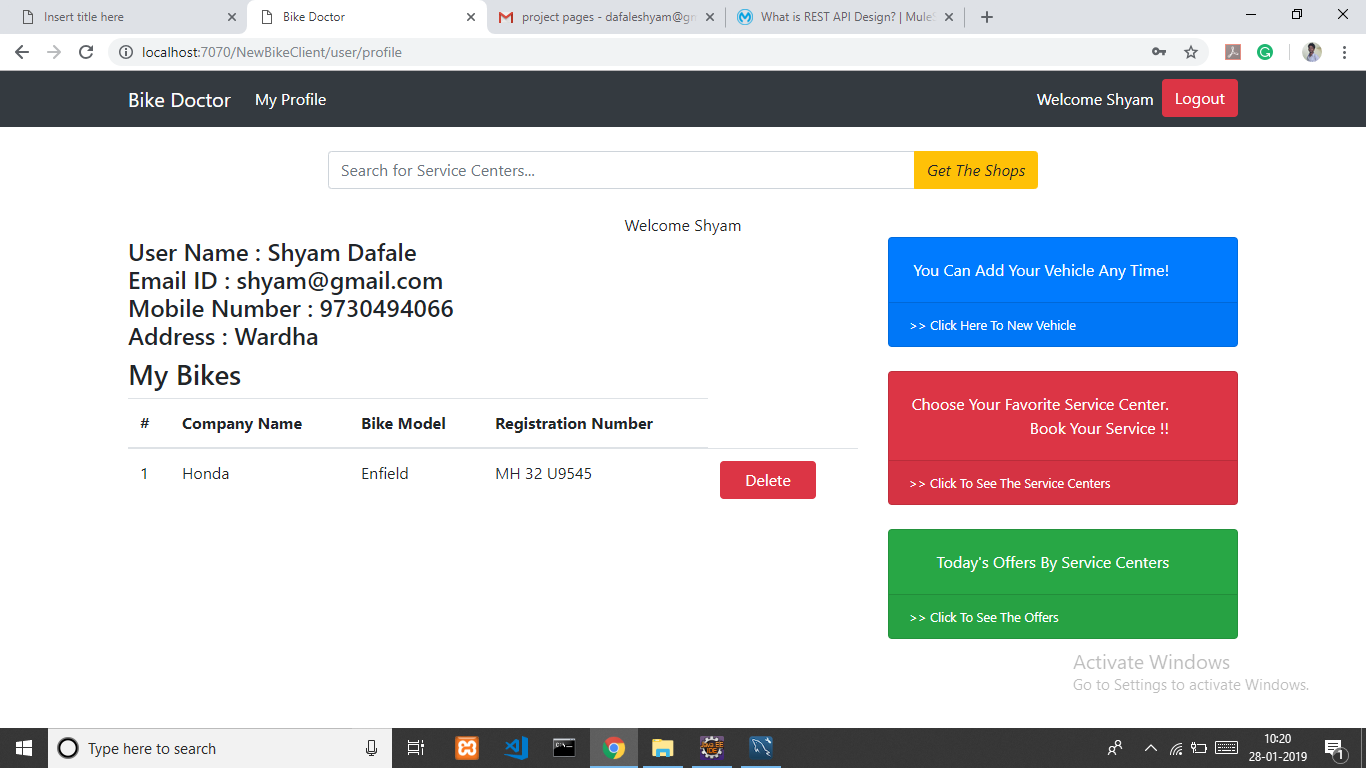 Insert title here
Bike Doctor
project pages - dafaleshyam@gm
What is REST API Design? | MuleS
localhost:7070/NewBikeClient/user/profile
Bike Doctor
My Profile
Welcome Shyam
Logout
Search for Service Centers...
Get The Shops
Welcome Shyam
User Name : Shyam Dafale
Email ID : shyam@gmail.com
Mobile Number : 9730494066
Address : Wardha
My Bikes
# Company Name Bike Model Registration Number
1 Honda Enfield MH 32 U9545 Delete
You Can Add Your Vehicle Any Time!
>> Click Here To New Vehicle
Choose Your Favorite Service Center.
Book Your Service !!
>> Click To See The Service Centers
Today's Offers By Service Centers
>> Click To See The Offers
Activate Windows
Go to Settings to activate Windows.
Type here to search
10:20
28-01-2019
1